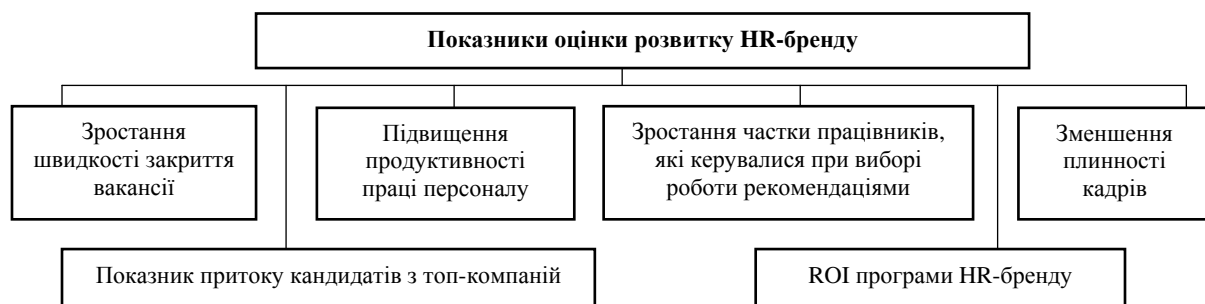 Показники оцінки розвитку HR-бренду
Зростання
швидкості закриття
вакансії
Підвищення
продуктивності
праці персоналу
Зростання частки працівників,
які керувалися при виборі
роботи рекомендаціями
Зменшення
плинності
кадрів
Показник притоку кандидатів з топ-компаній
ROI програми HR-бренду